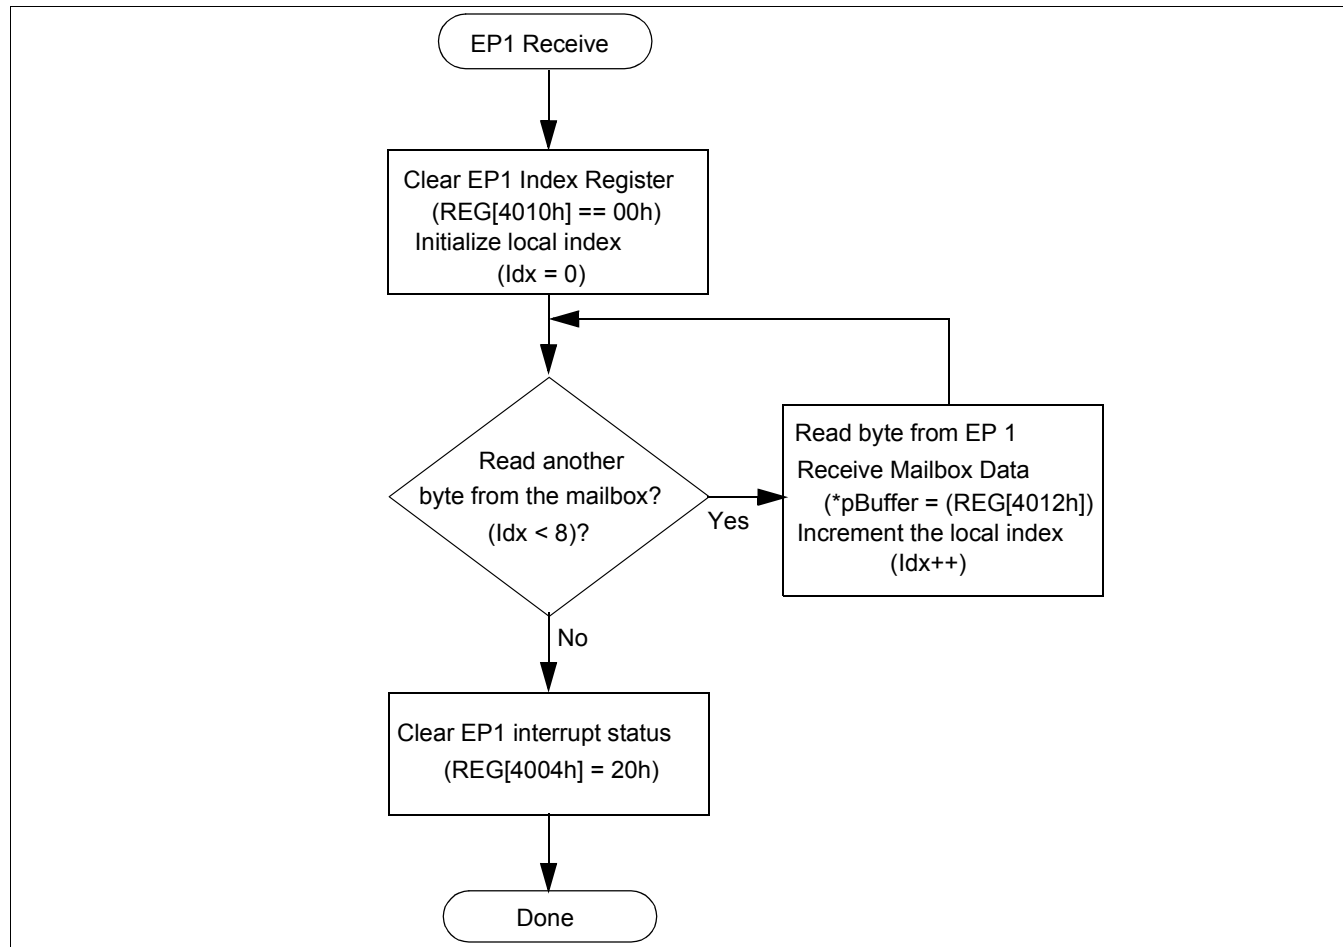 EP1 Receive
Clear EP1 Index Register
(REG[4010h] == 00h)
Initialize local index
(Idx = 0)
Read another
byte from the mailbox?
(Idx < 8)?
Yes
Read byte from EP 1
Receive Mailbox Data
(*pBuffer = (REG[4012h])
Increment the local index
(Idx++)
No
Clear EP1 interrupt status
(REG[4004h] = 20h)
Done